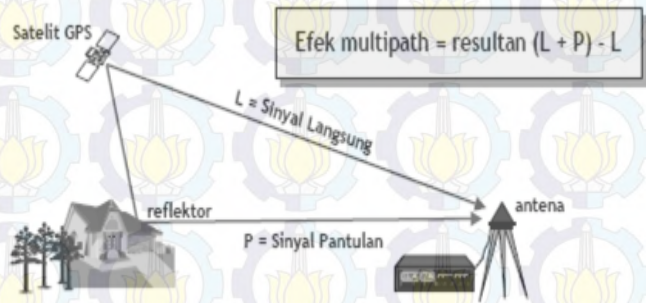 Satelit GPS
Efek multipath = resultan (L + P) - L
L = Sinyal Langsung
reflektor
antena
P = Sinyal Pantulan